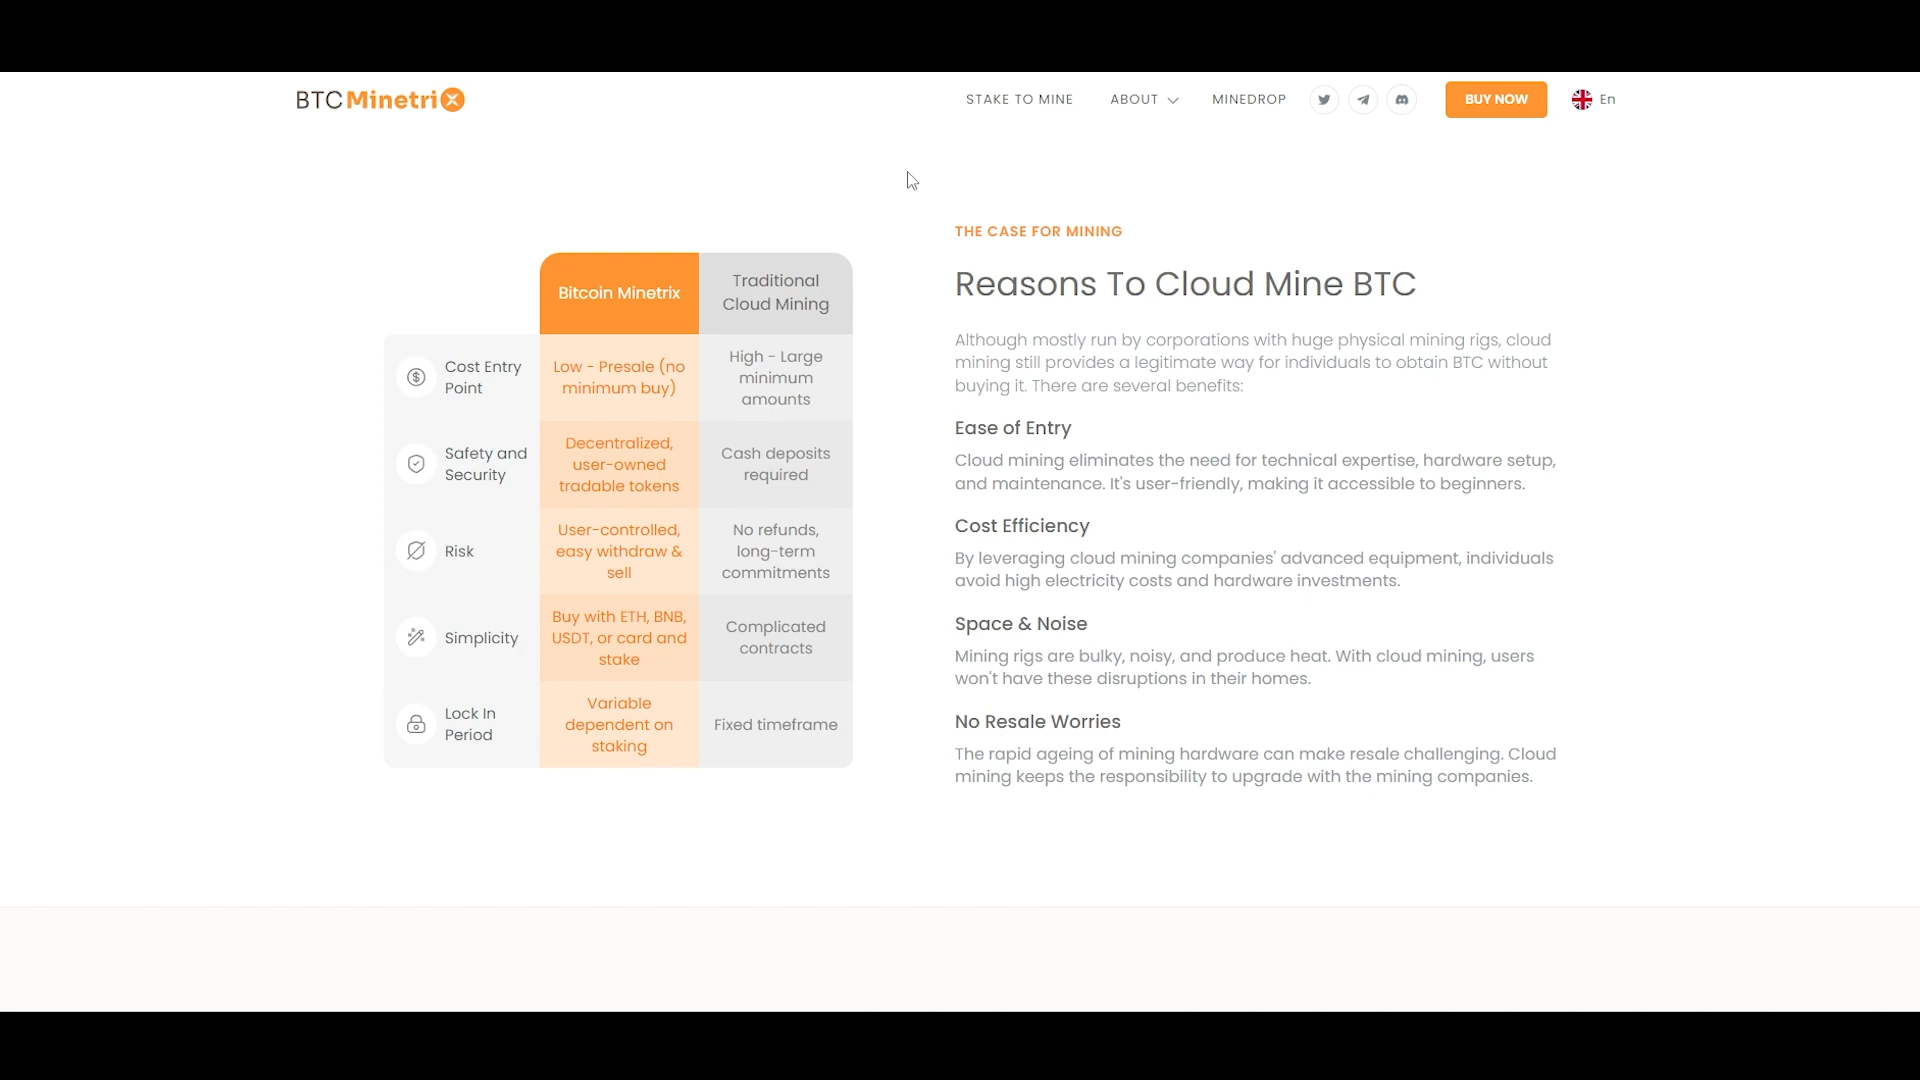 BTC Minetrix
STAKE TO MINE
ABOUT
MINEDROP
BUY NOW
En
Bitcoin Minetrix
Traditional
Cloud Mining
Cost Entry
Point
Low - Presale (no
minimum buy)
High - Large
minimum
amounts
Safety and
Security
Decentralized,
user-owned
tradable tokens
Cash deposits
required
Risk
User-controlled,
easy withdraw &
sell
No refunds,
long-term
commitments
Simplicity
Buy with ETH, BNB,
USDT, or card and
stake
Complicated
contracts
Lock In
Period
Variable
dependent on
staking
Fixed timeframe
THE CASE FOR MINING
Reasons To Cloud Mine BTC
Although mostly run by corporations with huge physical mining rigs, cloud
mining still provides a legitimate way for individuals to obtain BTC without
buying it. There are several benefits:
Ease of Entry
Cloud mining eliminates the need for technical expertise, hardware setup,
and maintenance. It's user-friendly, making it accessible to beginners.
Cost Efficiency
By leveraging cloud mining companies' advanced equipment, individuals
avoid high electricity costs and hardware investments.
Space & Noise
Mining rigs are bulky, noisy, and produce heat. With cloud mining, users
won't have these disruptions in their homes.
No Resale Worries
The rapid ageing of mining hardware can make resale challenging. Cloud
mining keeps the responsibility to upgrade with the mining companies.